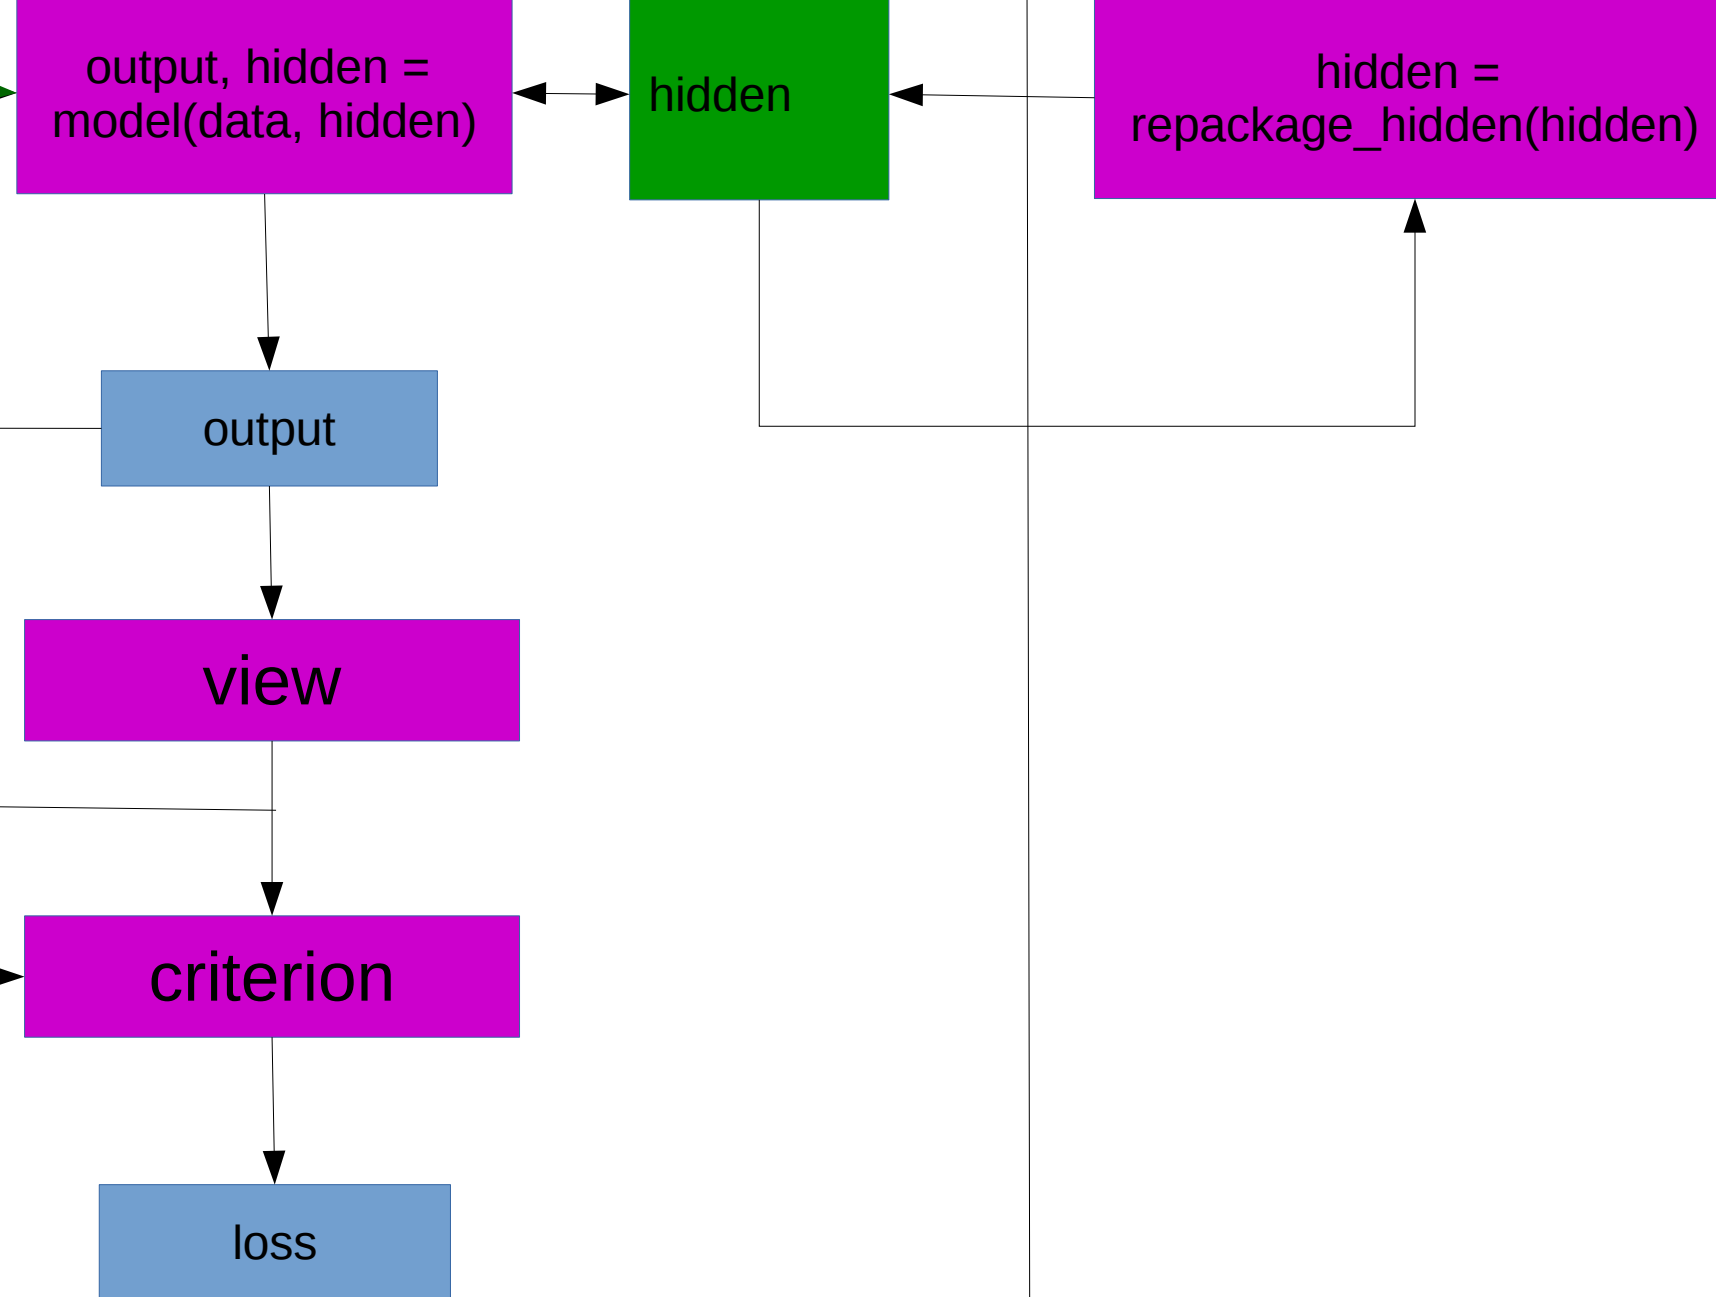 output, hidden =
model(data, hidden)
hidden
hidden =
repackage_hidden(hidden)
output
view
criterion
loss